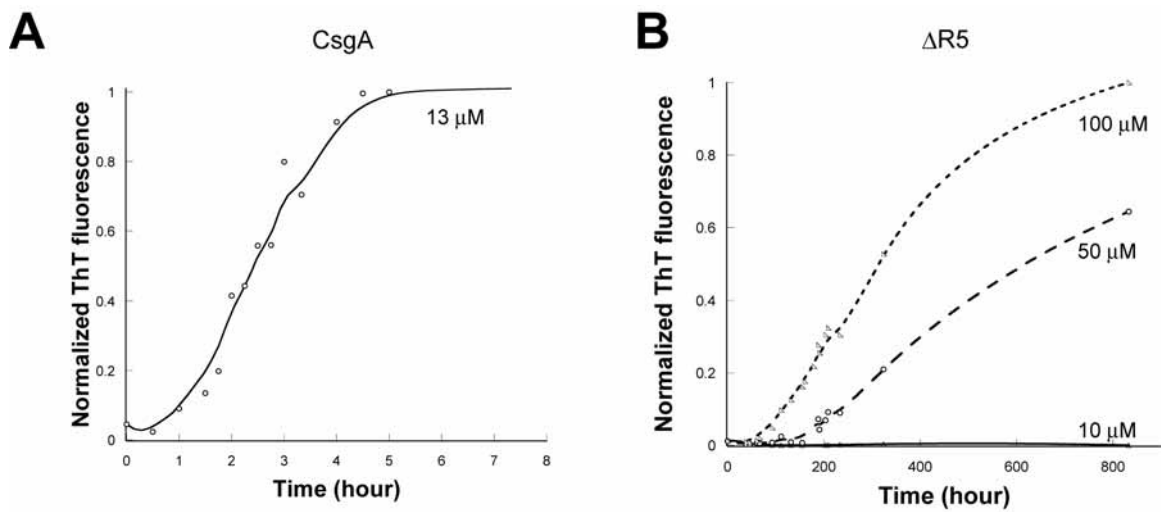 A
CsgA
Normalized ThT fluorescence
1
0.8
0.6
0.4
0.2
0
13 μM
0 1 2 3 4 5 6 7 8
Time (hour)
B
ΔR5
Normalized ThT fluorescence
1
0.8
0.6
0.4
0.2
0
100 μM
50 μM
10 μM
0 200 400 600 800
Time (hour)